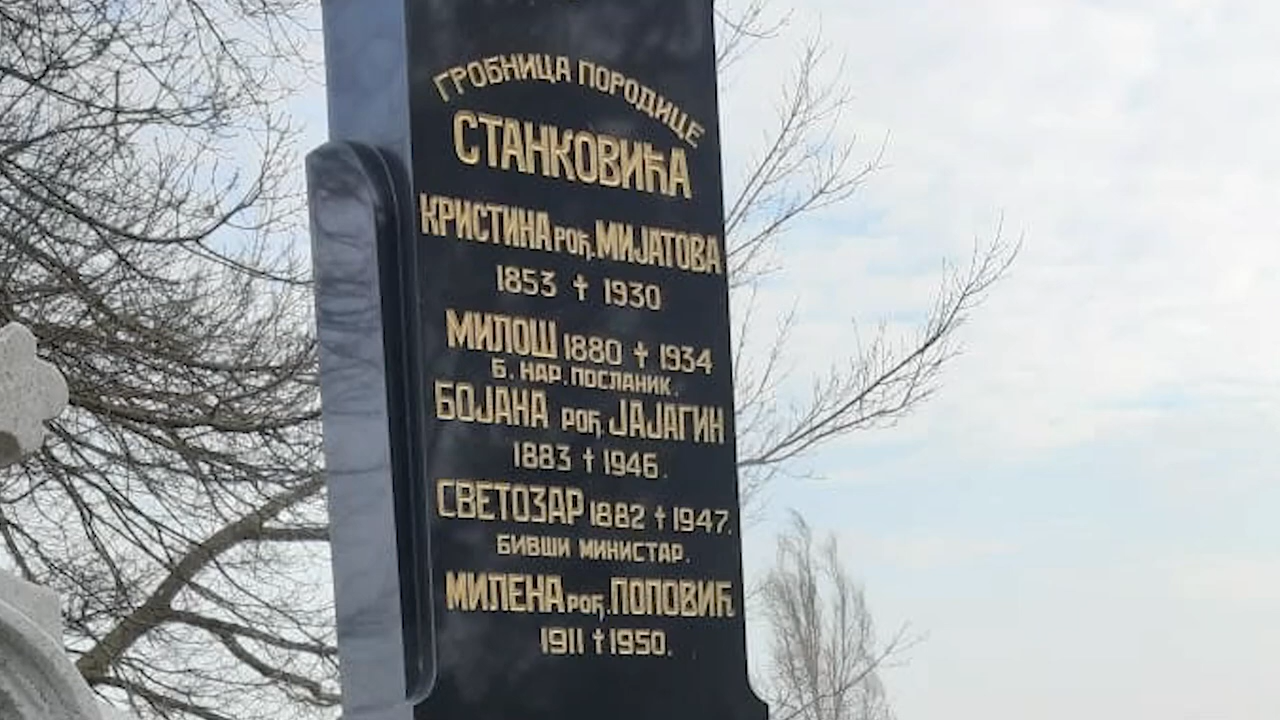 ГРОБНИЦА ПОРОДИЦЕ
СТАНКОВИЋА
КРИСТИНА РОЂ. МИЈАТОВА
1853 ✝ 1930
МИЛОШ 1880 ✝ 1934
Б. НАР. ПОСЛАНИК.
БОЈАНА РОЂ. ЈАЈАГИН
1883 ✝ 1946.
СВЕТОЗАР 1882 ✝ 1947.
БИВШИ МИНИСТАР.
МИЛЕНА РОЂ. ПОПОВИЋ
1911 ✝ 1950.